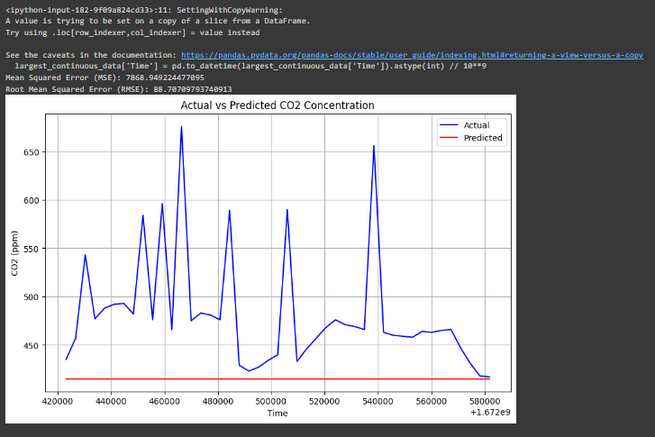 <ipython-input-182-9f09a824cd33>:11: SettingWithCopyWarning:
A value is trying to be set on a copy of a slice from a DataFrame.
Try using .loc[row_indexer,col_indexer] = value instead
See the caveats in the documentation: https://pandas.pydata.org/pandas-docs/stable/user_guide/indexing.html#returning-a-view-versus-a-copy
largest_continuous_data['Time'] = pd.to_datetime(largest_continuous_data['Time']).astype(int) // 10**9
Mean Squared Error (MSE): 7868.949224477095
Root Mean Squared Error (RMSE): 88.70709793740913
Actual vs Predicted CO2 Concentration
Actual
Predicted
650
600
550
500
450
CO2 (ppm)
420000 440000 460000 480000 500000 520000 540000 560000 580000
+1.672e9
Time